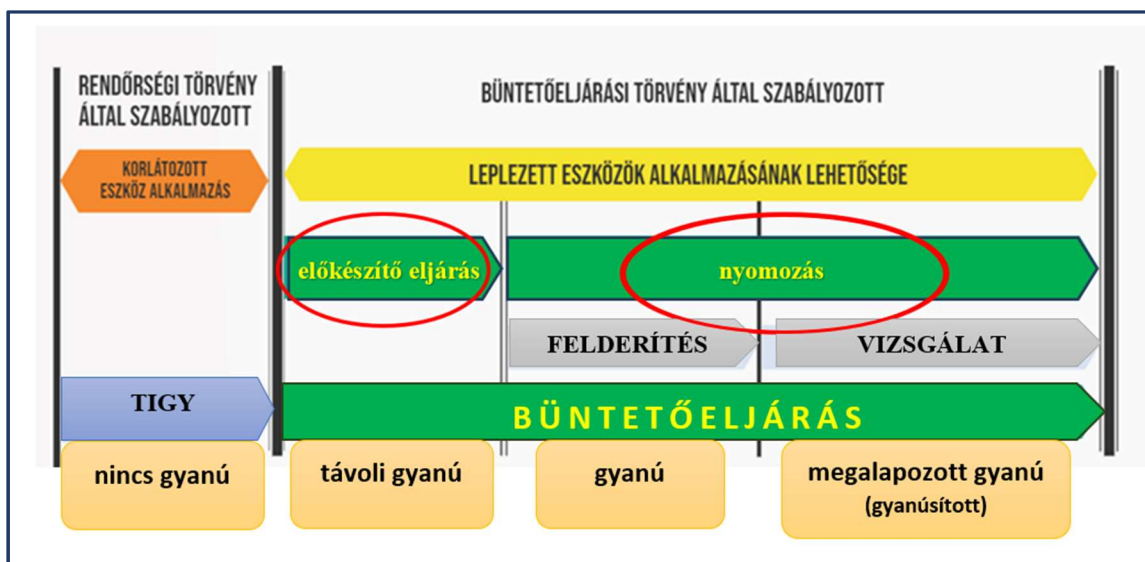 RENDŐRSÉGI TÖRVÉNY
ÁLTAL SZABÁLYOZOTT
BÜNTETŐELJÁRÁSI TÖRVÉNY ÁLTAL SZABÁLYOZOTT
KORLÁTOZOTT
ESZKÖZ ALKALMAZÁS
LEPLEZETT ESZKÖZÖK ALKALMAZÁSÁNAK LEHETŐSÉGE
előkészítő eljárás
nyomozás
FELDERÍTÉS
VIZSGÁLAT
TIGY
BÜNTETŐELJÁRÁS
nincs gyanú
távoli gyanú
gyanú
megalapozott gyanú
(gyanúsított)